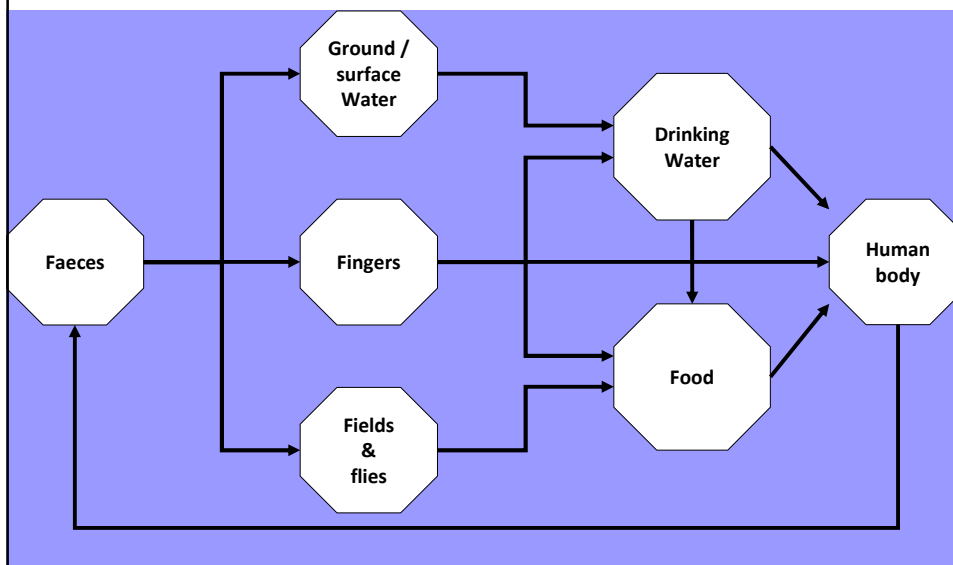 Ground /
surface
Water
Drinking
Water
Faeces
Fingers
Human
body
Food
Fields
&
flies